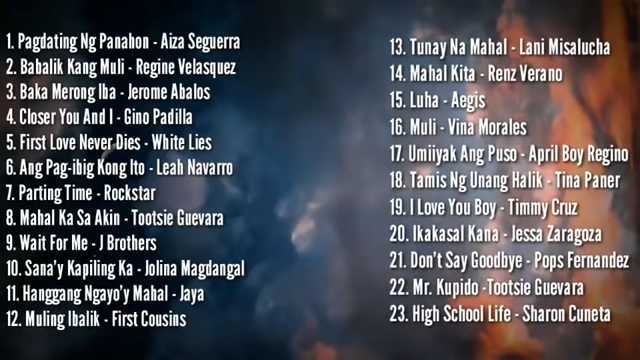 1. Pagdating Ng Panahon - Aiza Seguerra
2. Babalik Kang Muli - Regine Velasquez
3. Baka Merong Iba - Jerome Abalos
4. Closer You And I - Gino Padilla
5. First Love Never Dies - White Lies
6. Ang Pag-ibig Kong Ito - Leah Navarro
7. Parting Time - Rockstar
8. Mahal Ka Sa Akin - Tootsie Guevara
9. Wait For Me - J Brothers
10. Sana'y Kapiling Ka - Jolina Magdangal
11. Hanggang Ngayo'y Mahal - Jaya
12. Muling Ibalik - First Cousins
13. Tunay Na Mahal - Lani Misalucha
14. Mahal Kita - Renz Verano
15. Luha - Aegis
16. Muli - Vina Morales
17. Umiiyak Ang Puso - April Boy Regino
18. Tamis Ng Unang Halik - Tina Paner
19. I Love You Boy - Timmy Cruz
20. Ikakasal Kana - Jessa Zaragoza
21. Don't Say Goodbye - Pops Fernandez
22. Mr. Kupido -Tootsie Guevara
23. High School Life - Sharon Cuneta